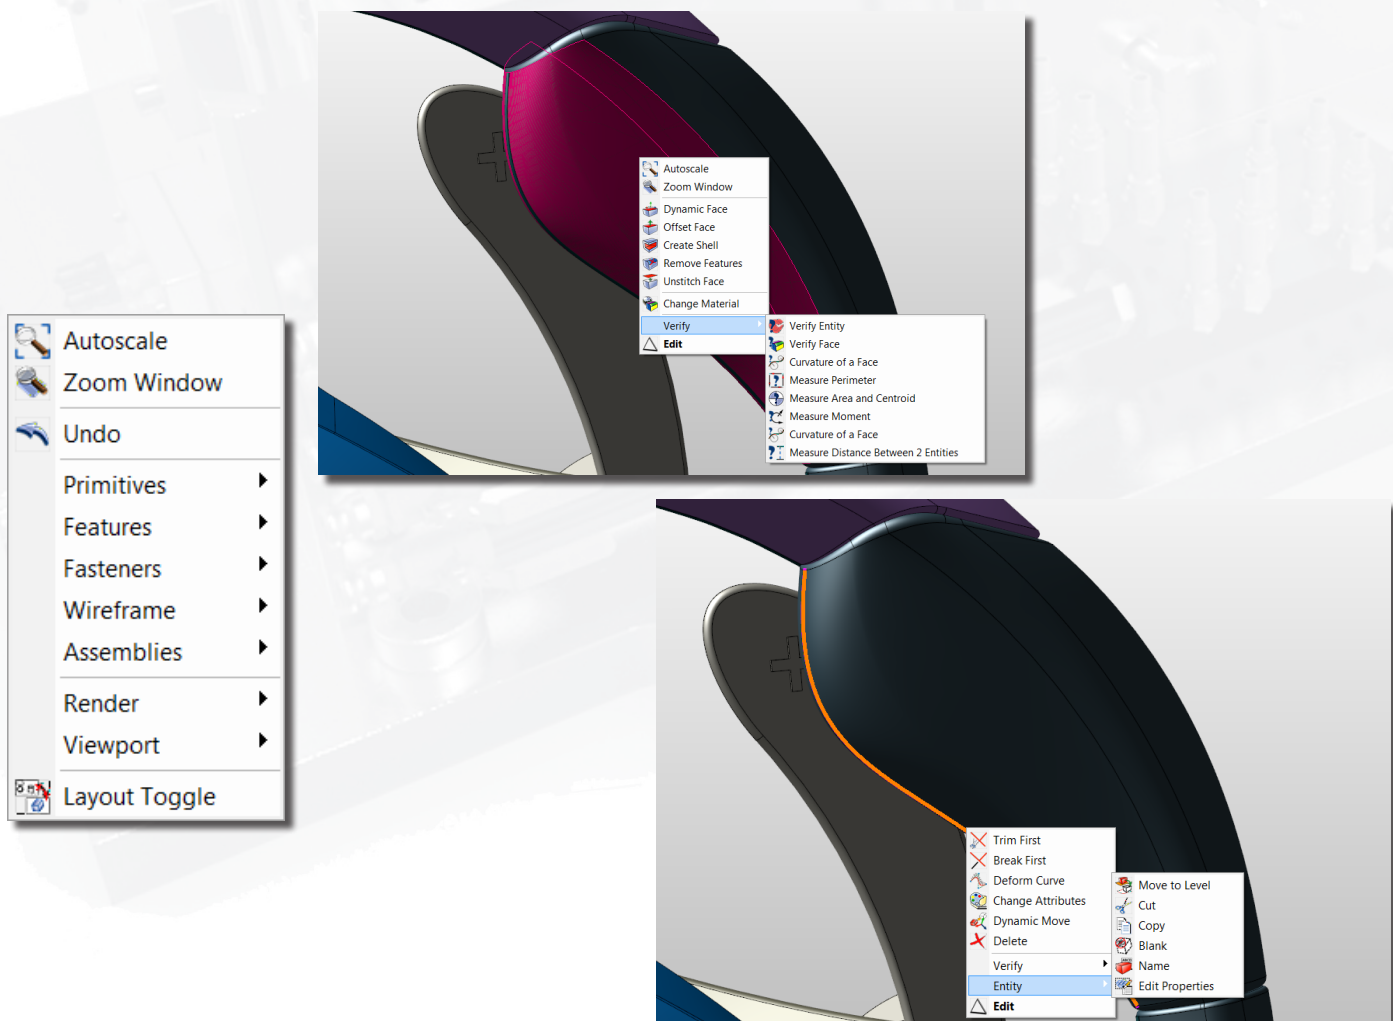 Autoscale
Zoom Window
Undo
Primitives
Features
Fasteners
Wireframe
Assemblies
Render
Viewport
Layout Toggle
Autoscale
Zoom Window
Dynamic Face
Offset Face
Create Shell
Remove Features
Unstitch Face
Change Material
Verify
Edit
Verify Entity
Verify Face
Curvature of a Face
Measure Perimeter
Measure Area and Centroid
Measure Moment
Curvature of a Face
Measure Distance Between 2 Entities
Trim First
Break First
Deform Curve
Change Attributes
Dynamic Move
Delete
Verify
Entity
Edit
Move to Level
Cut
Copy
Blank
Name
Edit Properties